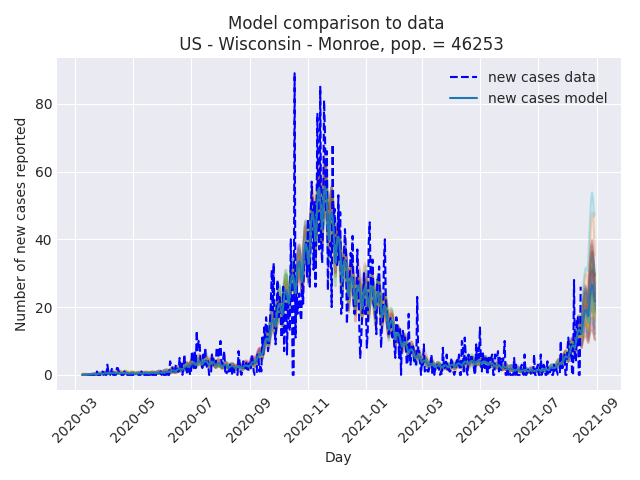 Model comparison to data
US - Wisconsin - Monroe, pop. = 46253
new cases data
new cases model
Number of new cases reported
80
60
40
20
0
2020-03
2020-05
2020-07
2020-09
2020-11
2021-01
2021-03
2021-05
2021-07
2021-09
Day